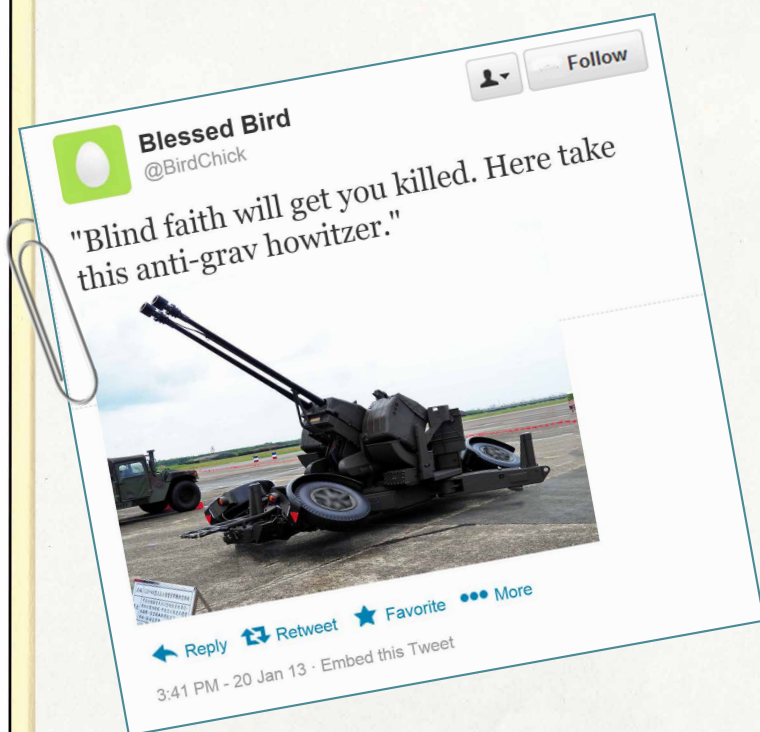 Follow
Blessed Bird
@BirdChick
"Blind faith will get you killed. Here take
this anti-grav howitzer."
Reply Retweet Favorite More
3:41 PM - 20 Jan 13 · Embed this Tweet